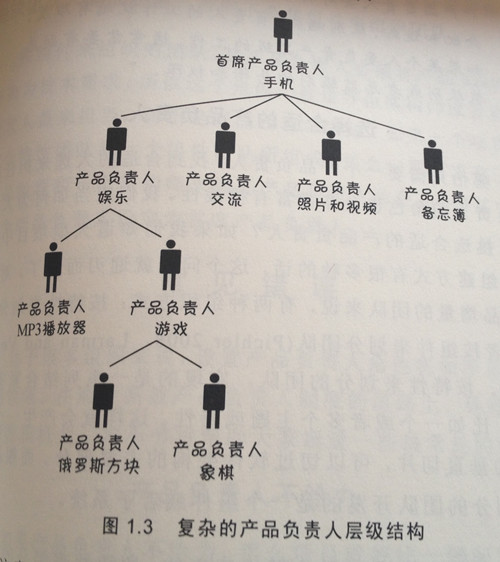 首席产品负责人
手机
产品负责人
娱乐
产品负责人
交流
产品负责人
照片和视频
产品负责人
备忘簿
产品负责人
MP3播放器
产品负责人
游戏
产品负责人
俄罗斯方块
产品负责人
象棋
图 1.3 复杂的产品负责人层级结构